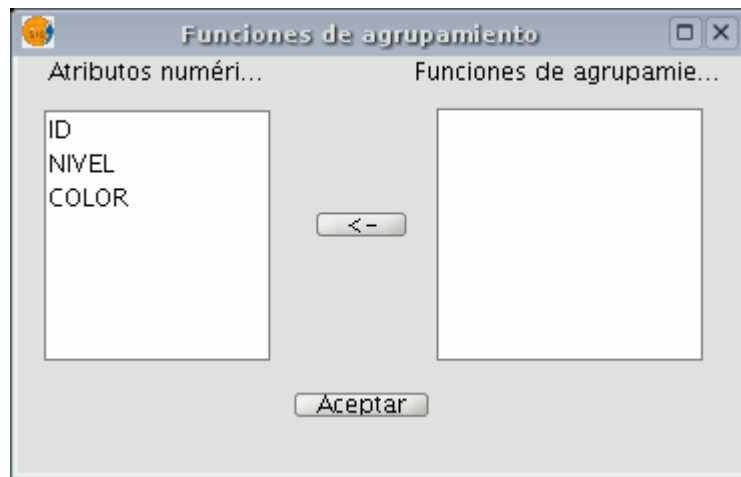 Funciones de agrupamiento
Atributos numéri... Funciones de agrupamie...
ID
NIVEL
COLOR
<-
Aceptar